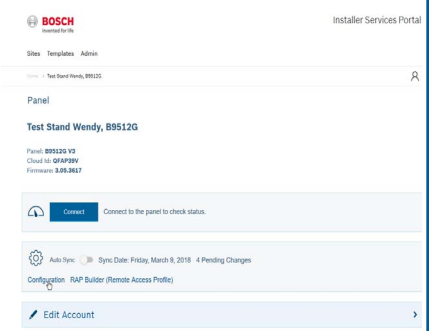 BOSCH
Invented for life
Installer Services Portal
Sites Templates Admin
Home > Test Stand Wendy, B9512G
Panel
Test Stand Wendy, B9512G
Panel: B9512G V3
Cloud Id: QFAP39V
Firmware: 3.05.3617
Connect Connect to the panel to check status.
Auto Sync Sync Date: Friday, March 9, 2018 4 Pending Changes
Configuration RAP Builder (Remote Access Profile)
Edit Account >